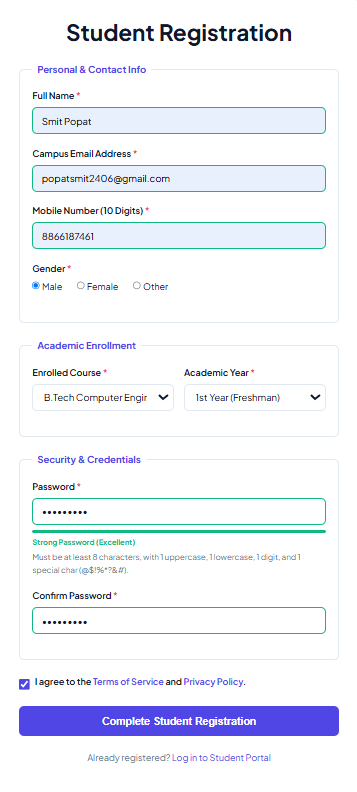 Student Registration
Personal & Contact Info
Full Name *
Smit Popat
Campus Email Address *
popatsmit2406@gmail.com
Mobile Number (10 Digits) *
8866187461
Gender *
Male Female Other
Academic Enrollment
Enrolled Course * Academic Year *
B.Tech Computer Engir 1st Year (Freshman)
Security & Credentials
Password *
•••••••••
Strong Password (Excellent)
Must be at least 8 characters, with 1 uppercase, 1 lowercase, 1 digit, and 1
special char (@$!%*?&#).
Confirm Password *
•••••••••
I agree to the Terms of Service and Privacy Policy.
Complete Student Registration
Already registered? Log in to Student Portal